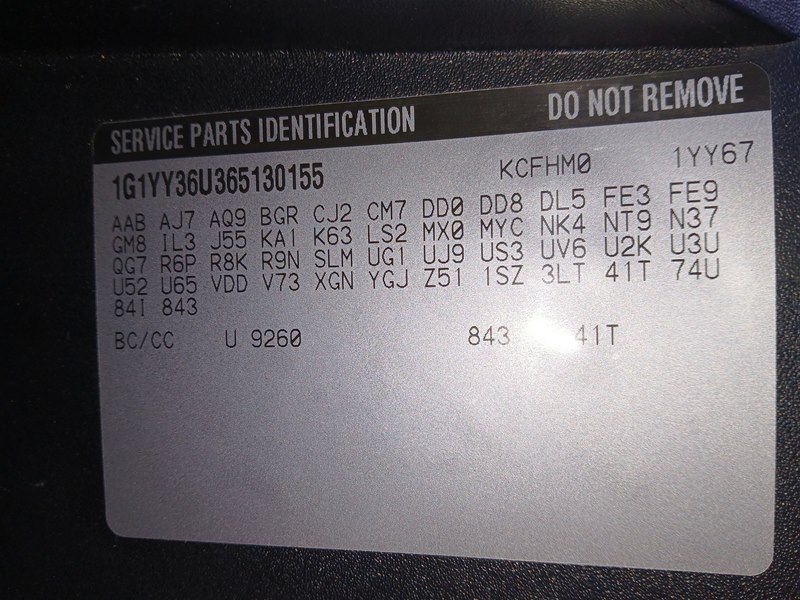 SERVICE PARTS IDENTIFICATION DO NOT REMOVE
1G1YY36U365130155 KCFHM0 1YY67
AAB AJ7 AQ9 BGR CJ2 CM7 DD0 DD8 DL5 FE3 FE9
GM8 IL3 J55 KA1 K63 LS2 MX0 MYC NK4 NT9 N37
QG7 R6P R8K R9N SLM UG1 UJ9 US3 UV6 U2K U3U
U52 U65 VDD V73 XGN YGJ Z51 1SZ 3LT 41T 74U
84I 843
BC/CC U 9260 843 41T